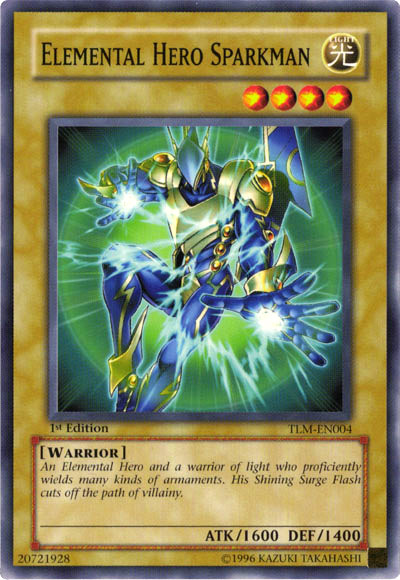 ELEMENTAL HERO SPARKMAN
LIGHT
光
1st Edition
TLM-EN004
[WARRIOR]
An Elemental Hero and a warrior of light who proficiently
wields many kinds of armaments. His Shining Surge Flash
cuts off the path of villainy.
ATK/1600 DEF/1400
20721928
©1996 KAZUKI TAKAHASHI